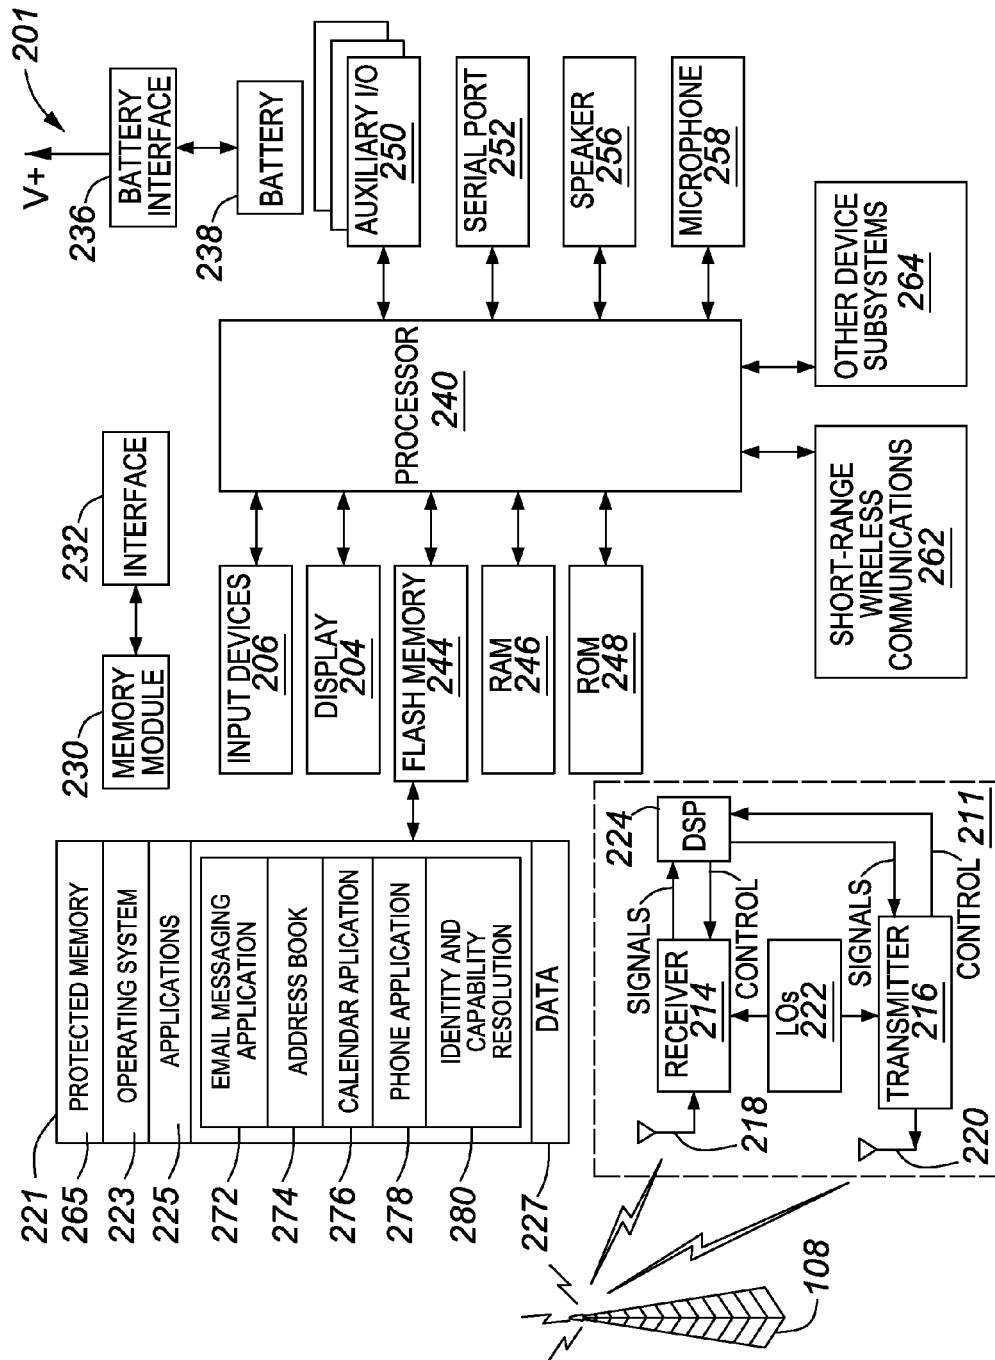 221
265
223
225
272
274
276
278
280
227
PROTECTED MEMORY
OPERATING SYSTEM
APPLICATIONS
EMAIL MESSAGING
APPLICATION
ADDRESS BOOK
CALENDAR APLICATION
PHONE APPLICATION
IDENTITY AND
CAPABILITY
RESOLUTION
DATA
230
MEMORY
MODULE
232
INTERFACE
V+
201
236
BATTERY
INTERFACE
238
BATTERY
INPUT DEVICES
206
DISPLAY
204
FLASH MEMORY
244
RAM
246
ROM
248
PROCESSOR
240
AUXILIARY I/O
250
SERIAL PORT
252
SPEAKER
256
MICROPHONE
258
SHORT-RANGE
WIRELESS
COMMUNICATIONS
262
OTHER DEVICE
SUBSYSTEMS
264
108
218
RECEIVER
214
SIGNALS
CONTROL
224
DSP
LOs
222
220
TRANSMITTER
216
SIGNALS
CONTROL
211